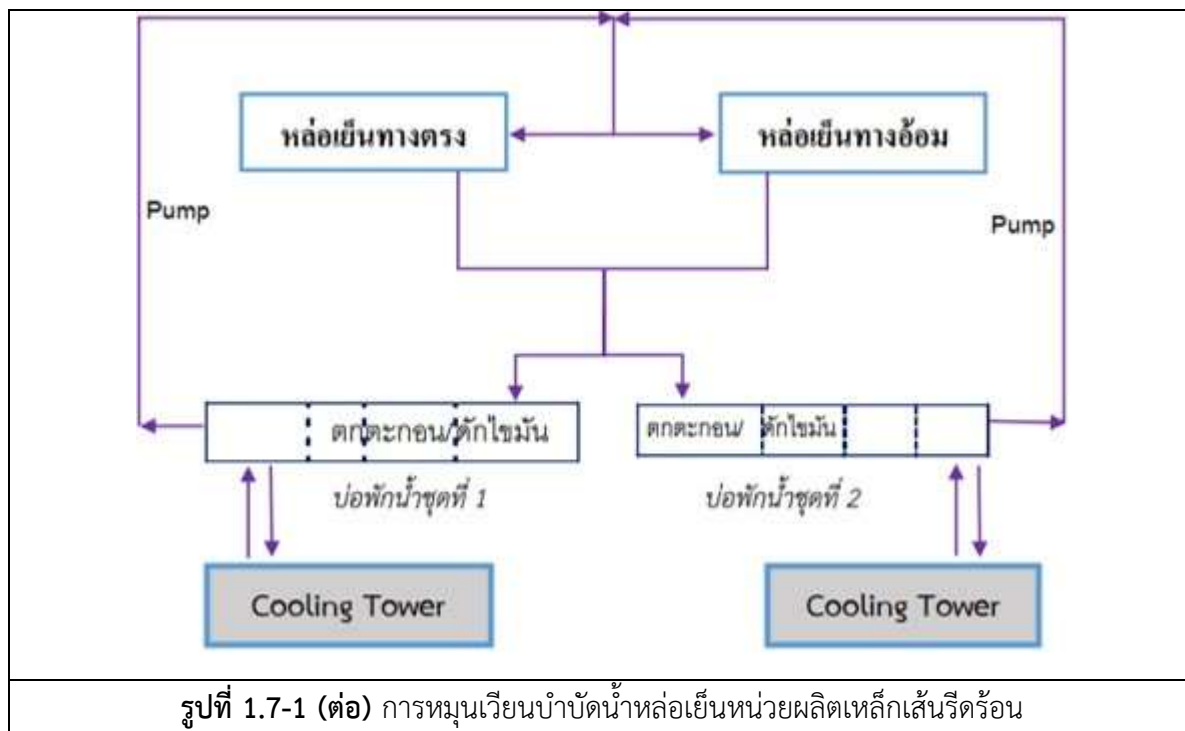 หล่อเย็นทางตรง
หล่อเย็นทางอ้อม
Pump
Pump
ตกตะกอน/ดักไขมัน
ตกตะกอน/ ดักไขมัน
บ่อพักน้ำชุดที่ 1
บ่อพักน้ำชุดที่ 2
Cooling Tower
Cooling Tower
รูปที่ 1.7-1 (ต่อ) การหมุนเวียนบำบัดน้ำหล่อเย็นหน่วยผลิตเหล็กเส้นรีดร้อน